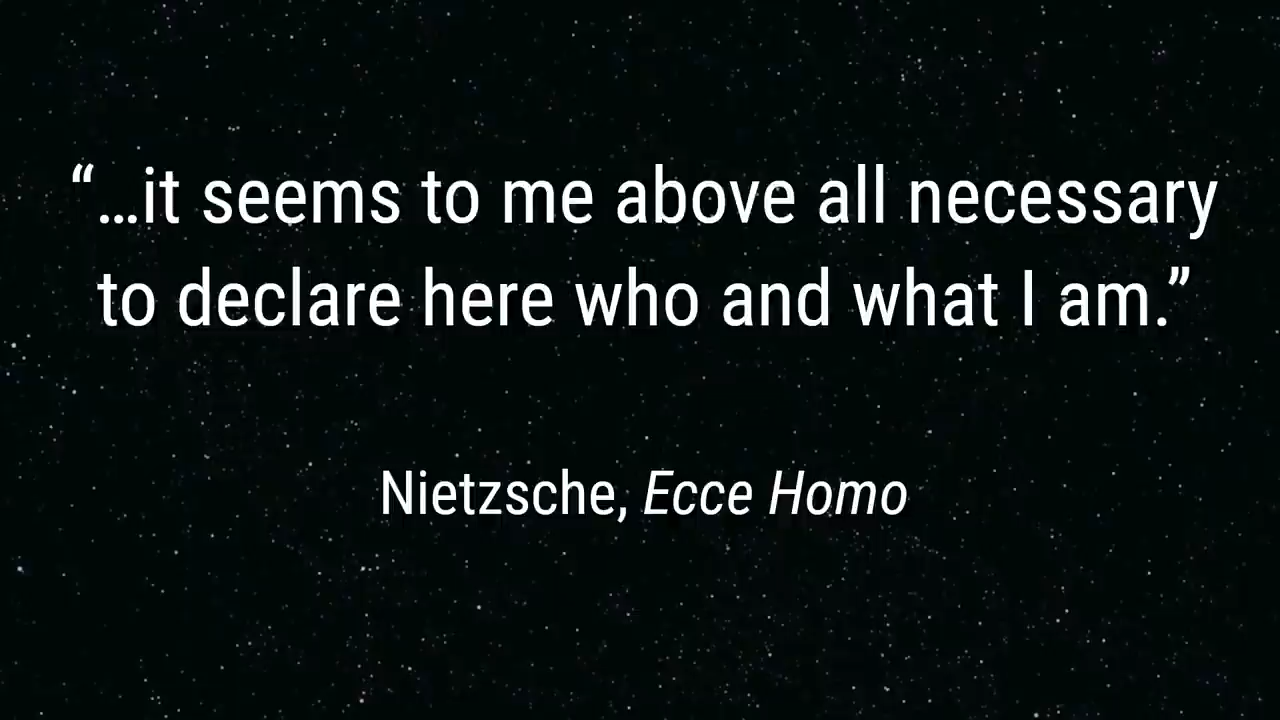 “…it seems to me above all necessary
to declare here who and what I am.”
Nietzsche, Ecce Homo